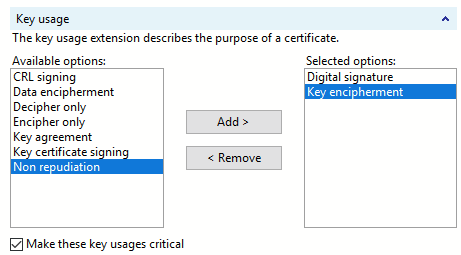 Key usage
The key usage extension describes the purpose of a certificate.
Available options:
CRL signing
Data encipherment
Decipher only
Encipher only
Key agreement
Key certificate signing
Non repudiation
Add >
< Remove
Selected options:
Digital signature
Key encipherment
Make these key usages critical